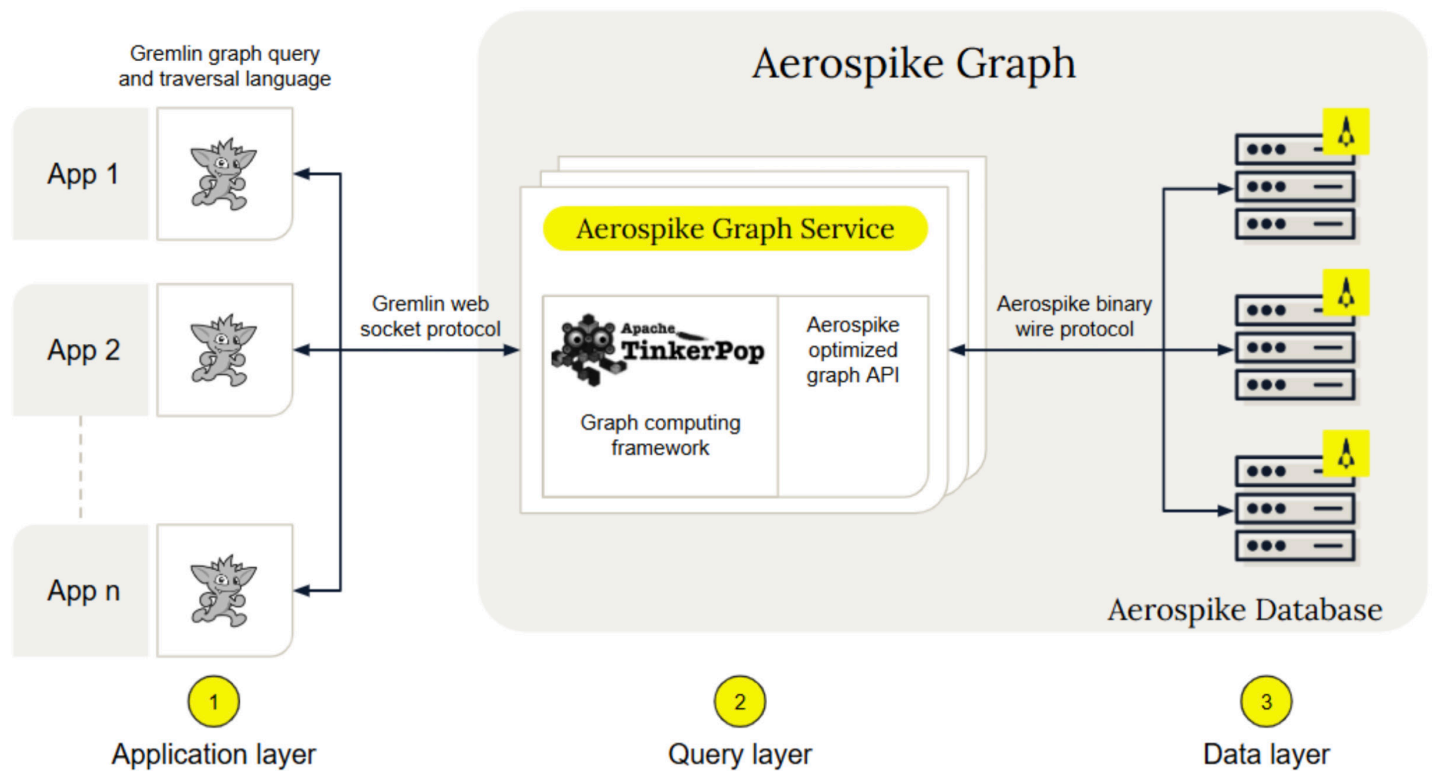 Gremlin graph query
and traversal language
Aerospike Graph
App 1
App 2
App n
Gremlin web
socket protocol
Aerospike Graph Service
Apache
TinkerPop
Graph computing
framework
Aerospike
optimized
graph API
Aerospike binary
wire protocol
Aerospike Database
1
Application layer
2
Query layer
3
Data layer